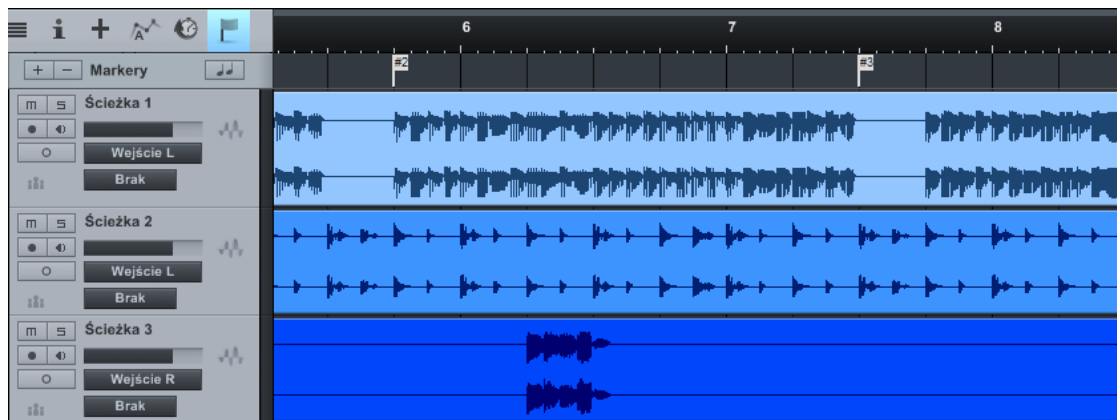 6 7 8
+ − Markery
#2 #3
m s Ścieżka 1
Wejście L
Brak
m s Ścieżka 2
Wejście L
Brak
m s Ścieżka 3
Wejście R
Brak